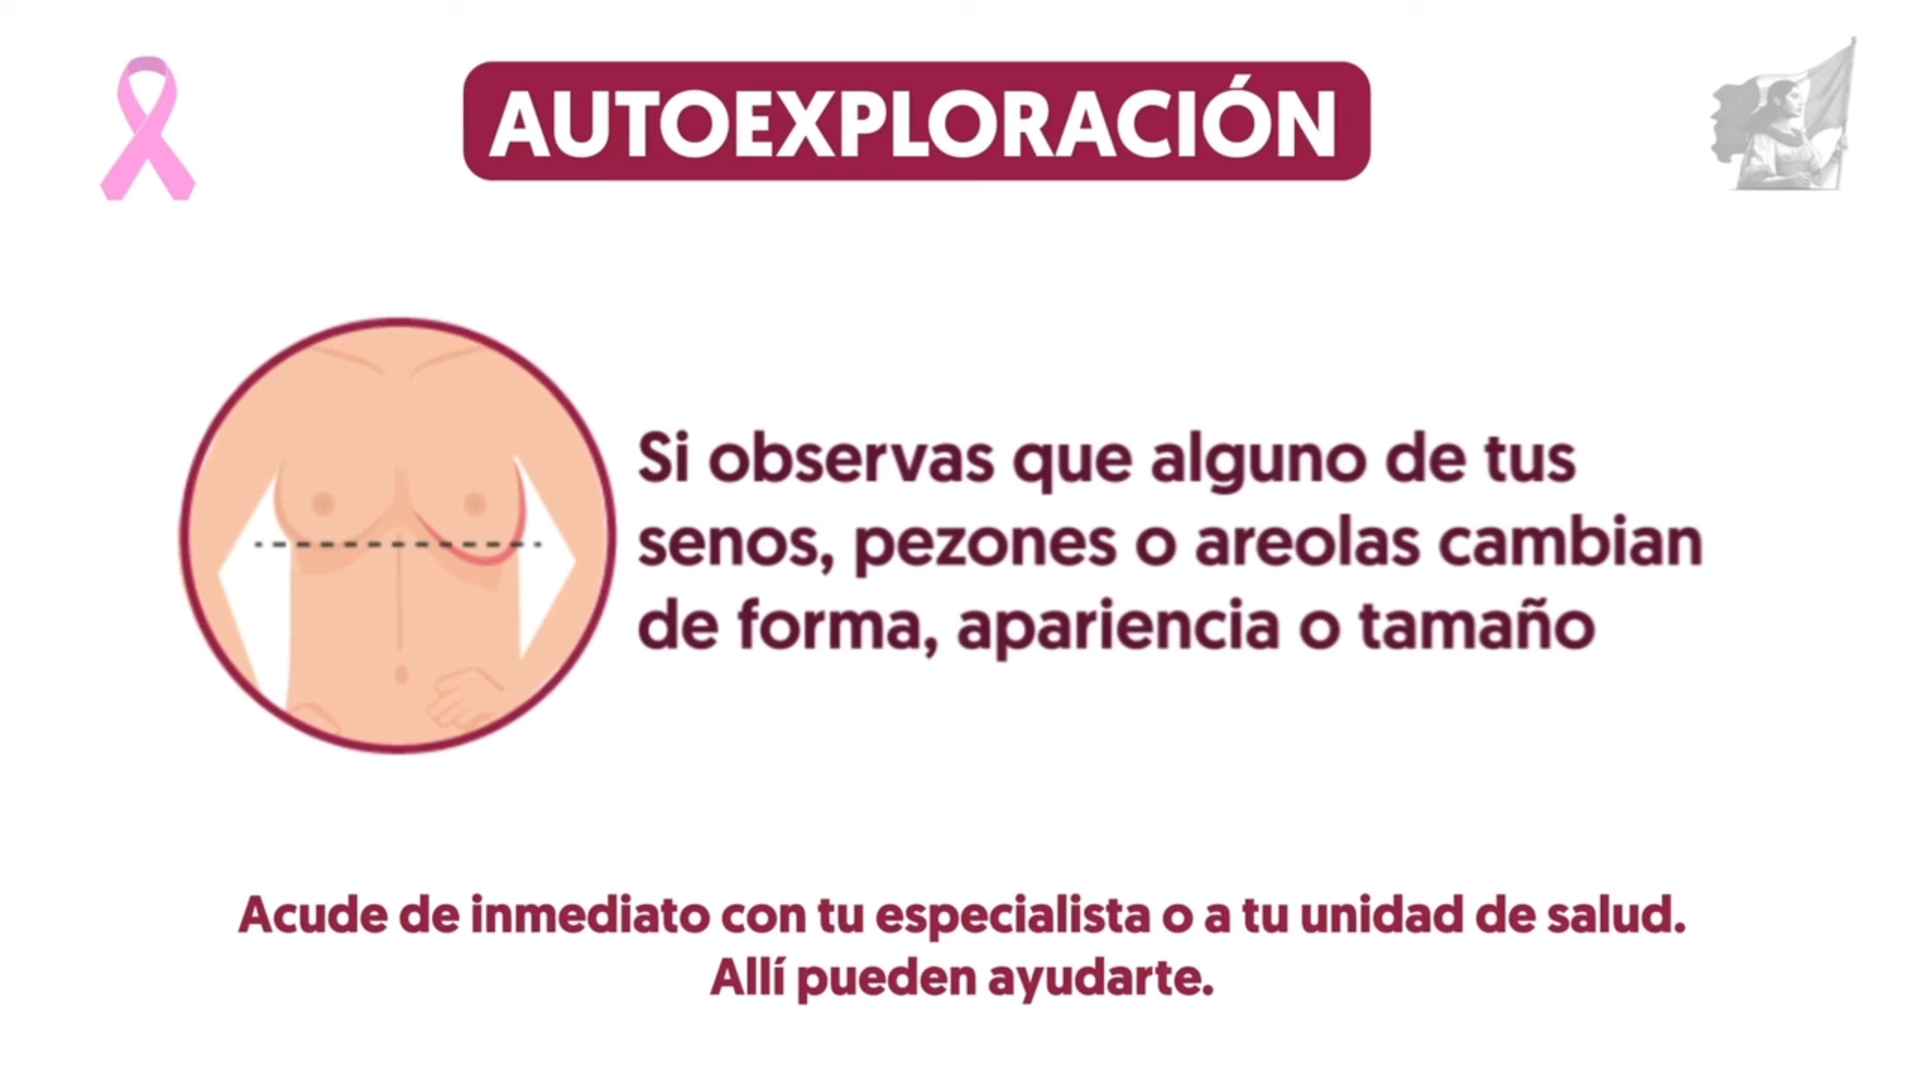 AUTOEXPLORACIÓN
Si observas que alguno de tus
senos, pezones o areolas cambian
de forma, apariencia o tamaño
Acude de inmediato con tu especialista o a tu unidad de salud.
Allí pueden ayudarte.